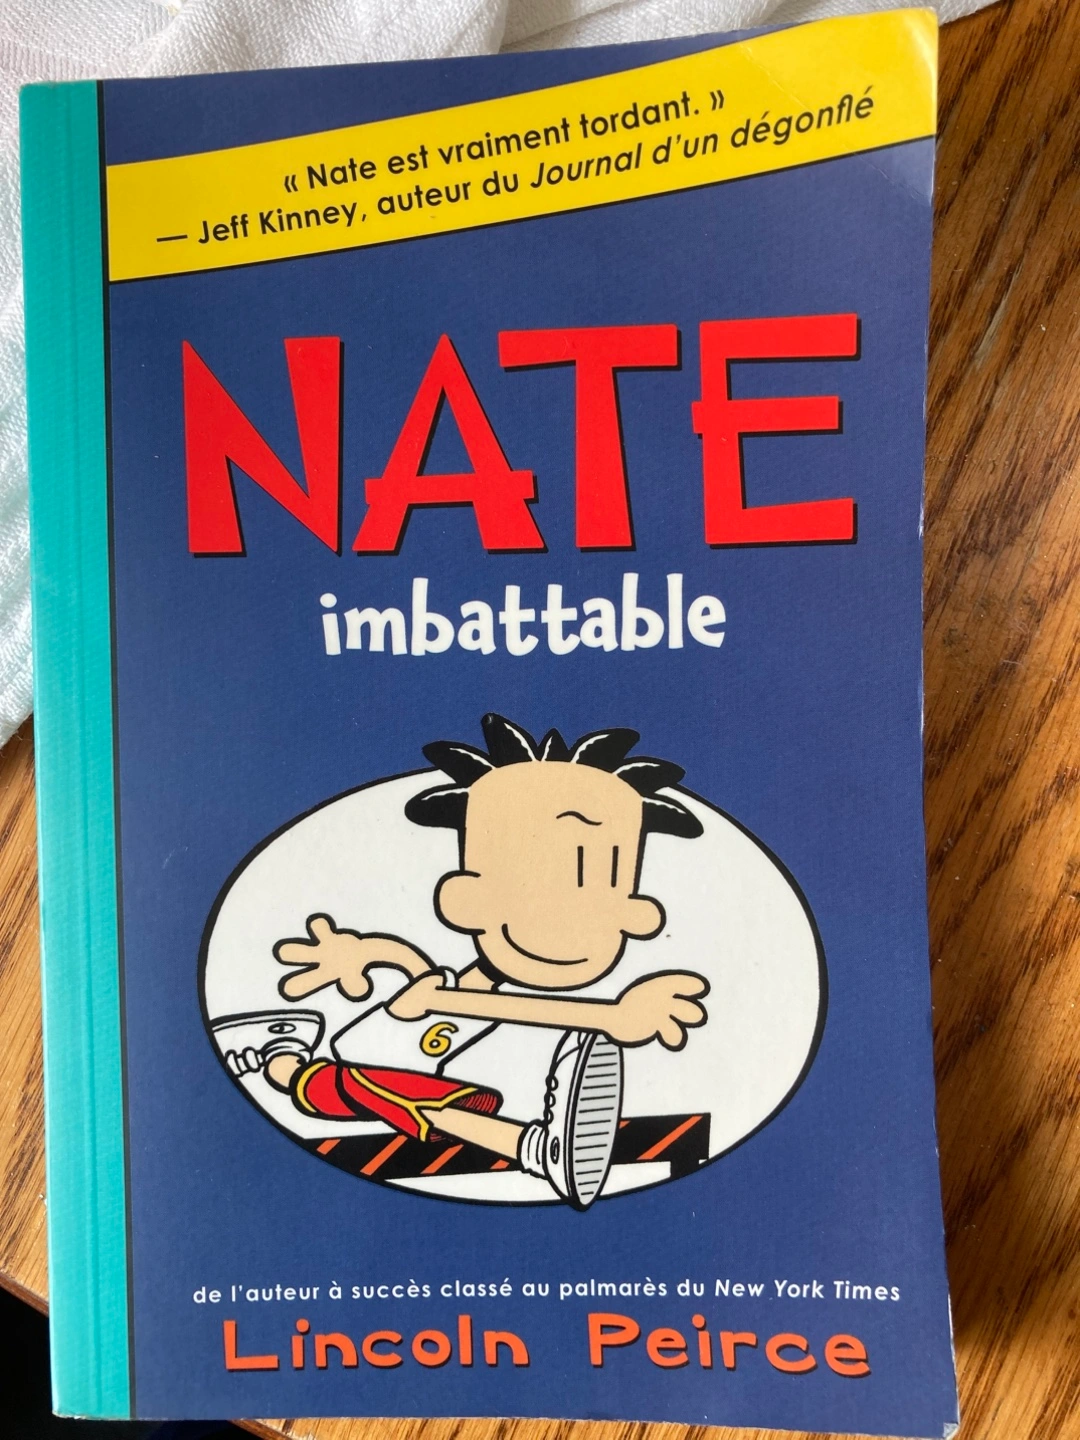 « Nate est vraiment tordant. »
— Jeff Kinney, auteur du Journal d'un dégonflé
NATE
imbattable
6
de l'auteur à succès classé au palmarès du New York Times
Lincoln Peirce